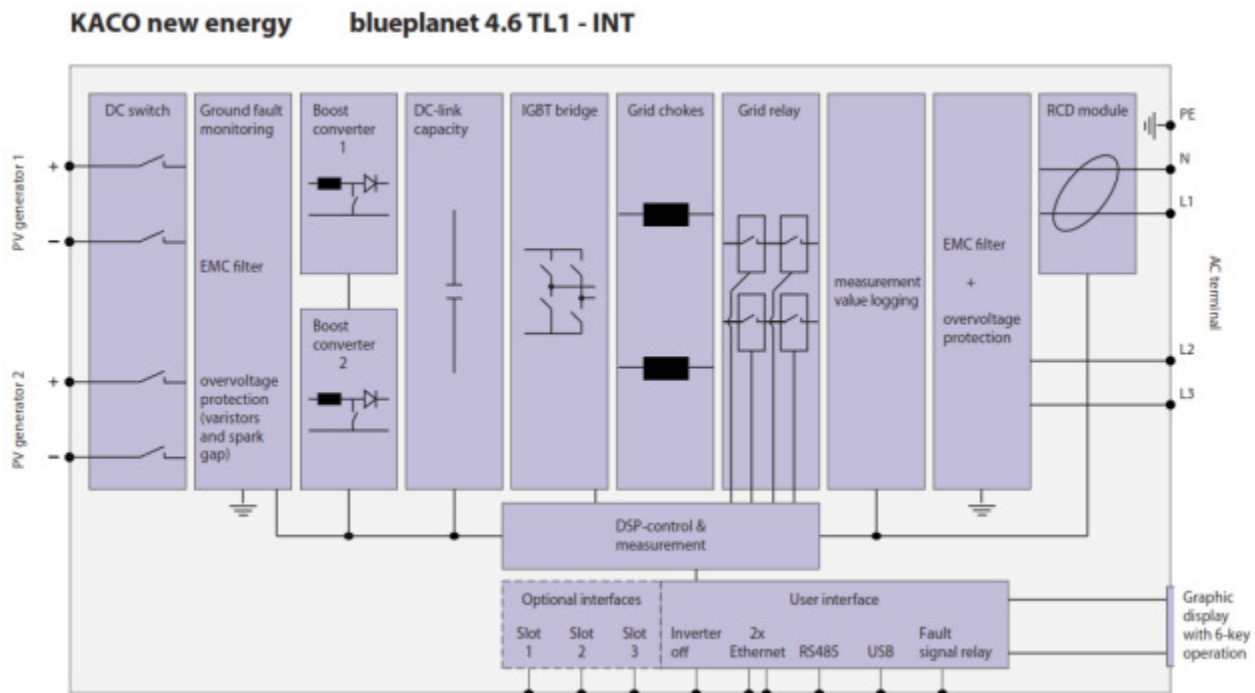 KACO new energy blueplanet 4.6 TL1 - INT
DC switch
Ground fault
monitoring
EMC filter
overvoltage
protection
(varistors
and spark
gap)
Boost
converter
1
Boost
converter
2
DC-link
capacity
IGBT bridge
Grid chokes
Grid relay
measurement
value logging
EMC filter
+
overvoltage
protection
RCD module
PV generator 1
+
−
PV generator 2
+
−
PE
N
L1
L2
L3
AC terminal
DSP-control &
measurement
Optional interfaces
Slot
1
Slot
2
Slot
3
User interface
Inverter
off
2x
Ethernet
RS485
USB
Fault
signal relay
Graphic
display
with 6-key
operation